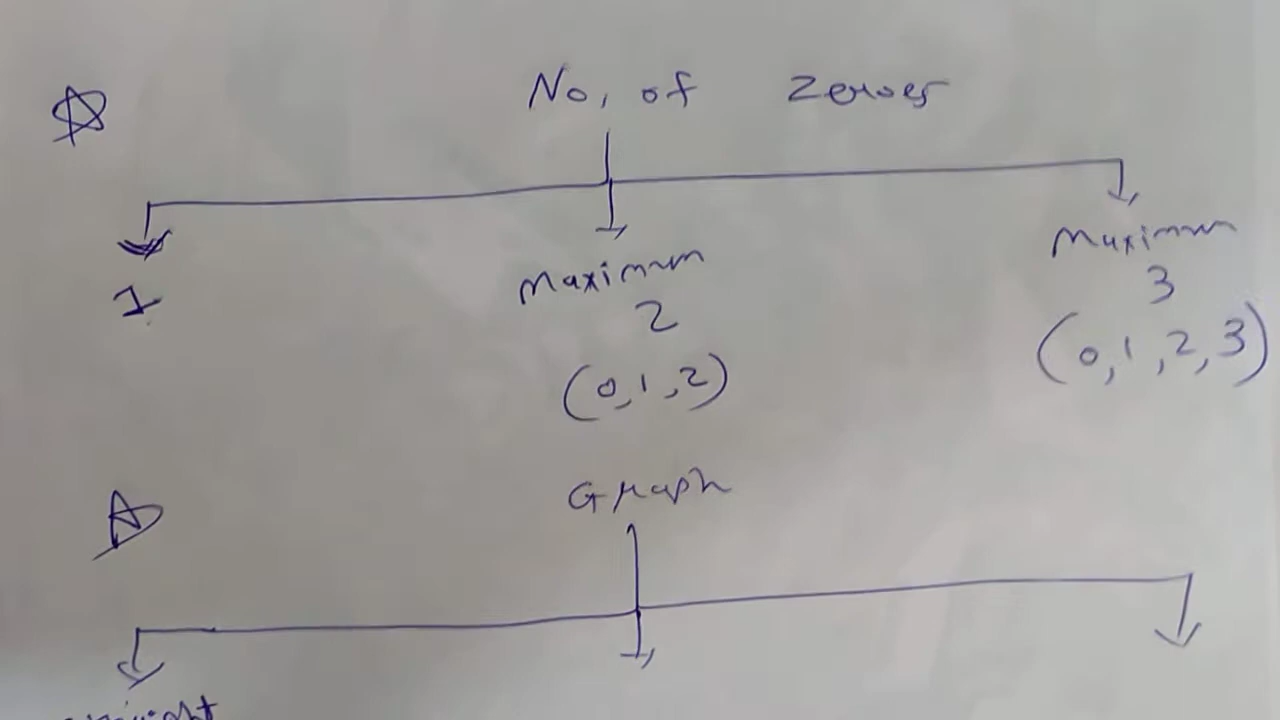 No. of zeroes
1
Maximum
2
(0,1,2)
Maximum
3
(0,1,2,3)
Graph